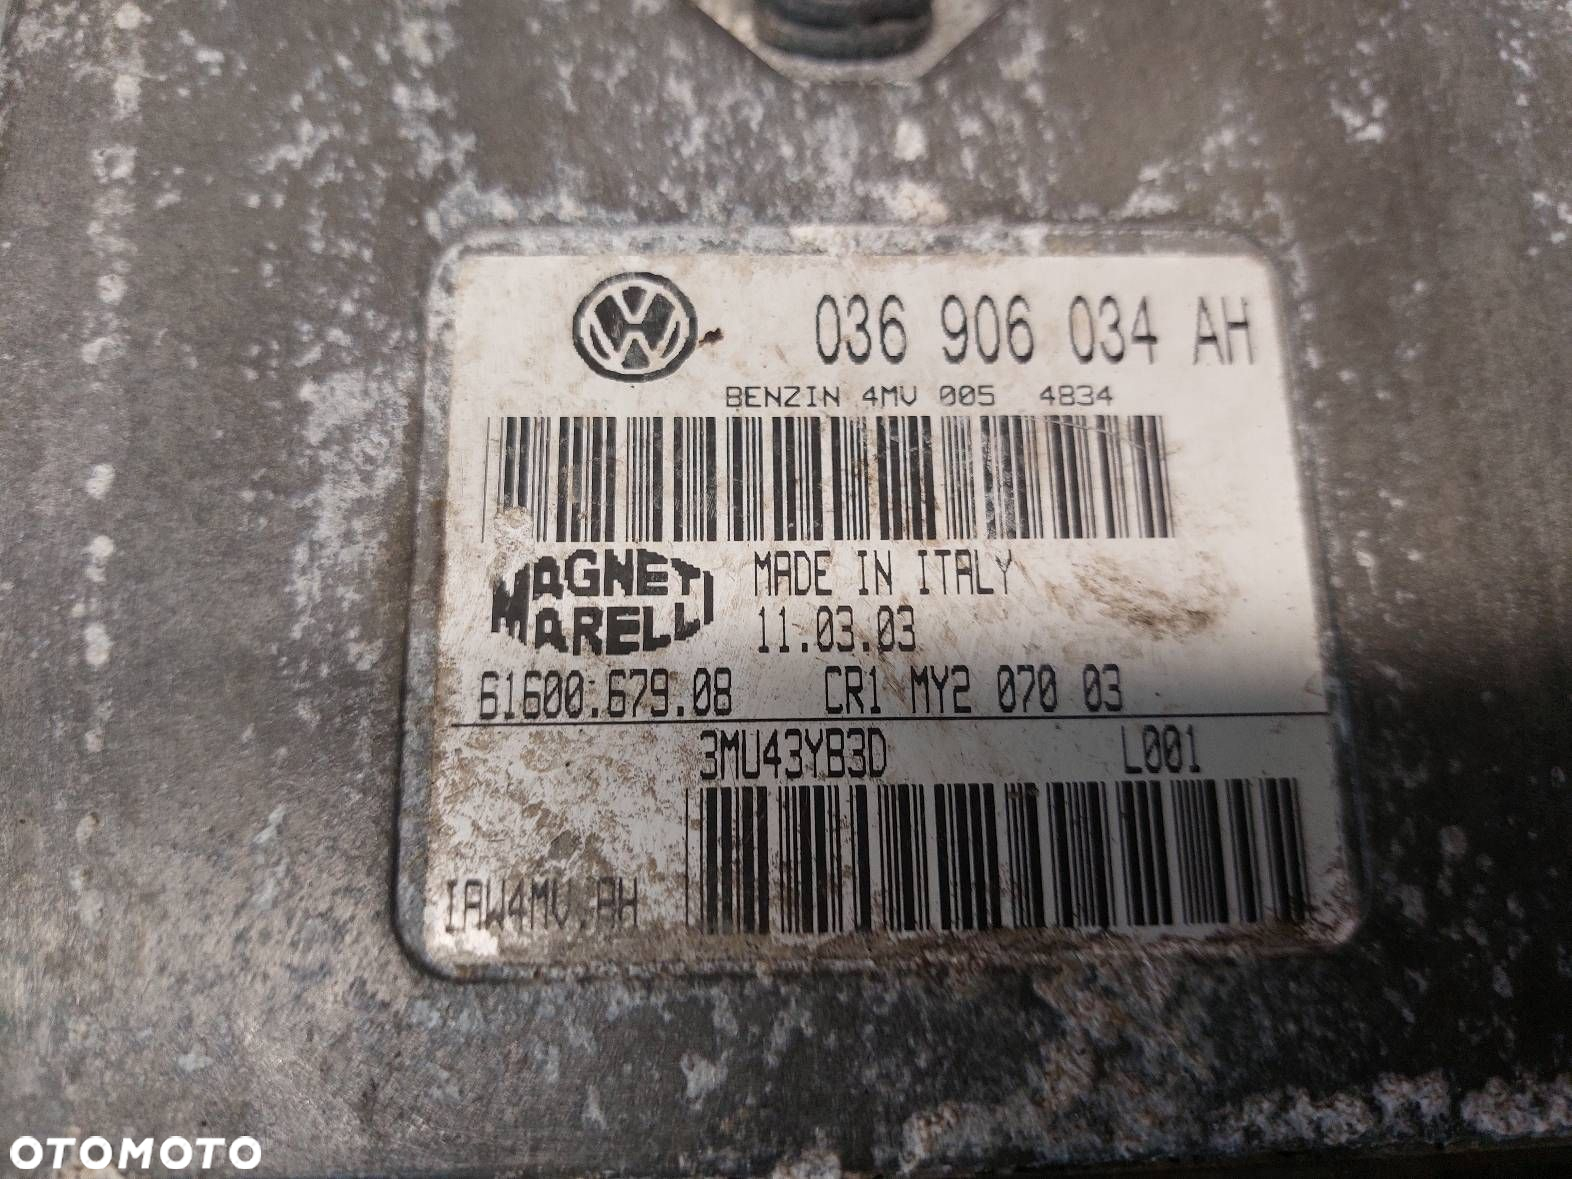 036 906 034 AH
BENZIN 4MV 005 4834
MAGNETI
MARELLI
MADE IN ITALY
11.03.03
61600.679.08 CR1 MY2 070 03
3MU43YB3D L001
IAW4MV.AH
OTOMOTO